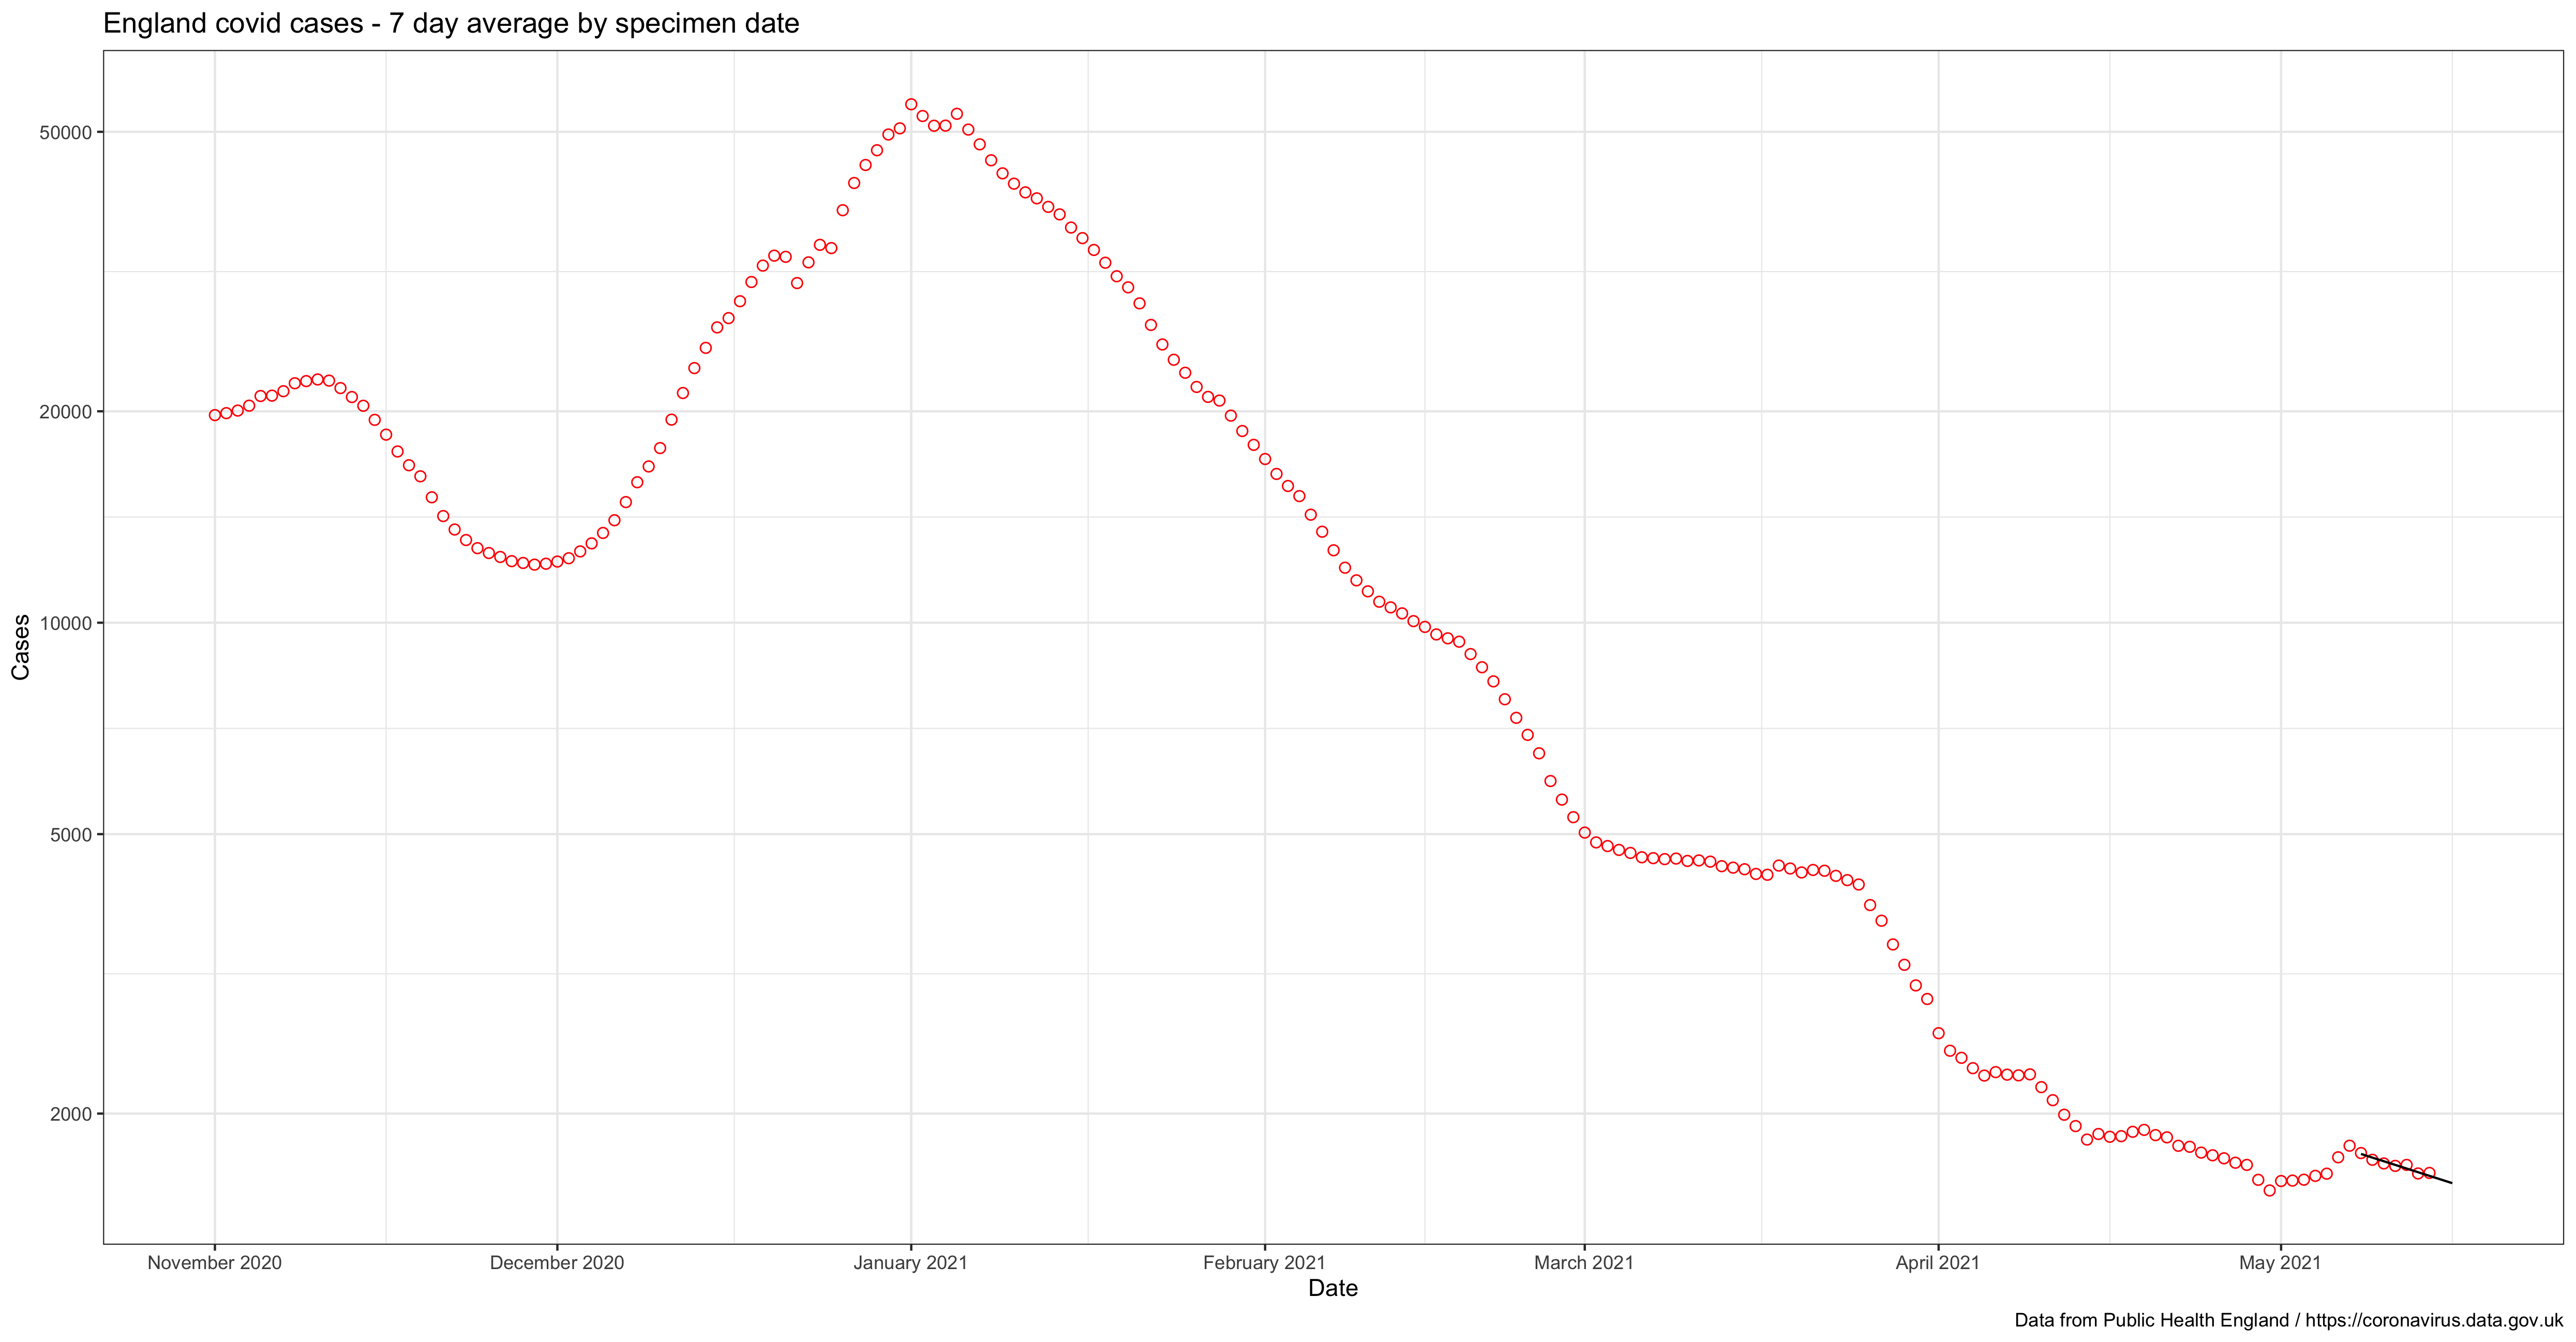 England covid cases - 7 day average by specimen date
50000
20000
10000
5000
2000
Cases
November 2020
December 2020
January 2021
February 2021
March 2021
April 2021
May 2021
Date
Data from Public Health England / https://coronavirus.data.gov.uk